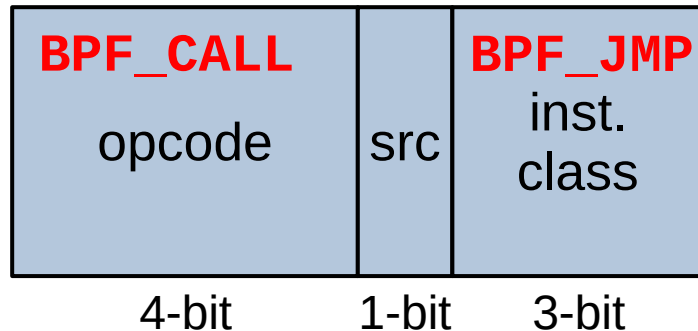 BPF_CALL
opcode
src
BPF_JMP
inst.
class
4-bit
1-bit
3-bit